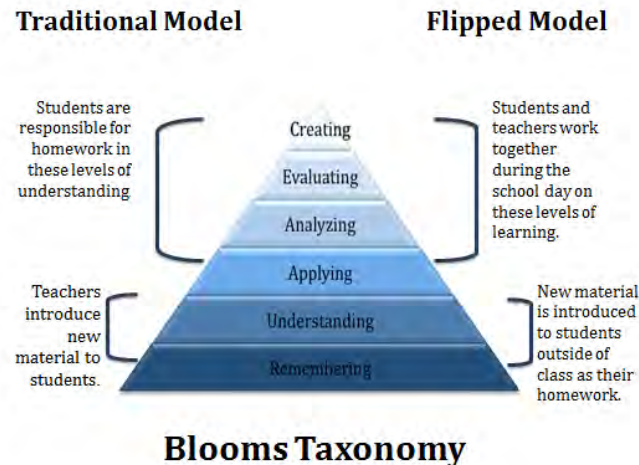 Traditional Model
Flipped Model
Students are
responsible for
homework in
these levels of
understanding
Teachers
introduce
new
material to
students.
Creating
Evaluating
Analyzing
Applying
Understanding
Remembering
Students and
teachers work
together
during the
school day on
these levels of
learning.
New material
is introduced
to students
outside of
class as their
homework.
Blooms Taxonomy